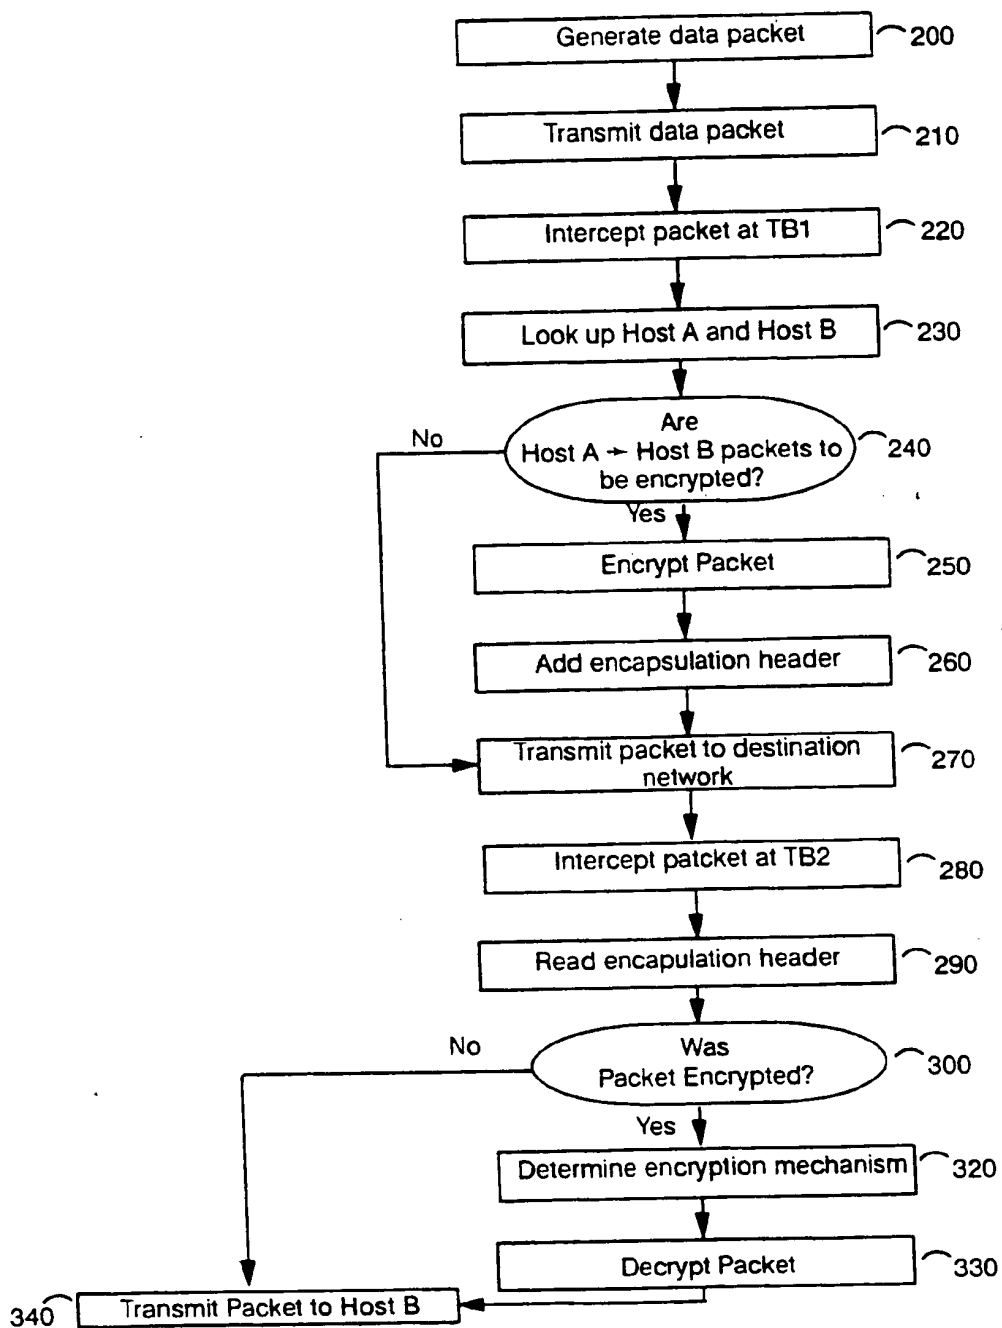 Generate data packet 200
Transmit data packet 210
Intercept packet at TB1 220
Look up Host A and Host B 230
Are
Host A → Host B packets to
be encrypted?
240
No
Yes
Encrypt Packet 250
Add encapsulation header 260
Transmit packet to destination
network
270
Intercept patcket at TB2 280
Read encapulation header 290
Was
Packet Encrypted?
300
No
Yes
Determine encryption mechanism 320
Decrypt Packet 330
340 Transmit Packet to Host B